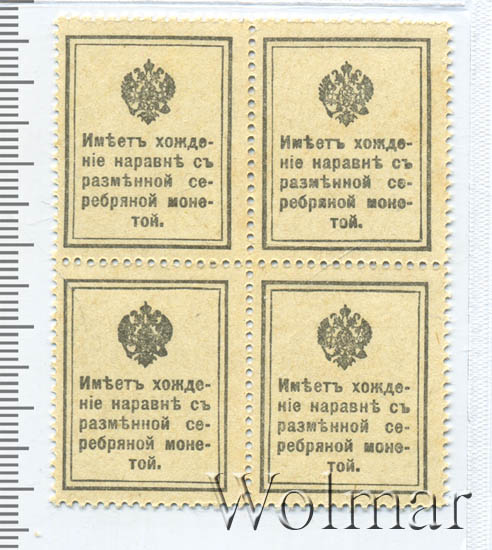 Имѣетъ хожде-
ніе наравнѣ съ
размѣнной се-
ребряной моне-
той.
Имѣетъ хожде-
ніе наравнѣ съ
размѣнной се-
ребряной моне-
той.
Имѣетъ хожде-
ніе наравнѣ съ
размѣнной се-
ребряной моне-
той.
Имѣетъ хожде-
ніе наравнѣ съ
размѣнной се-
ребряной моне-
той.
Wolmar